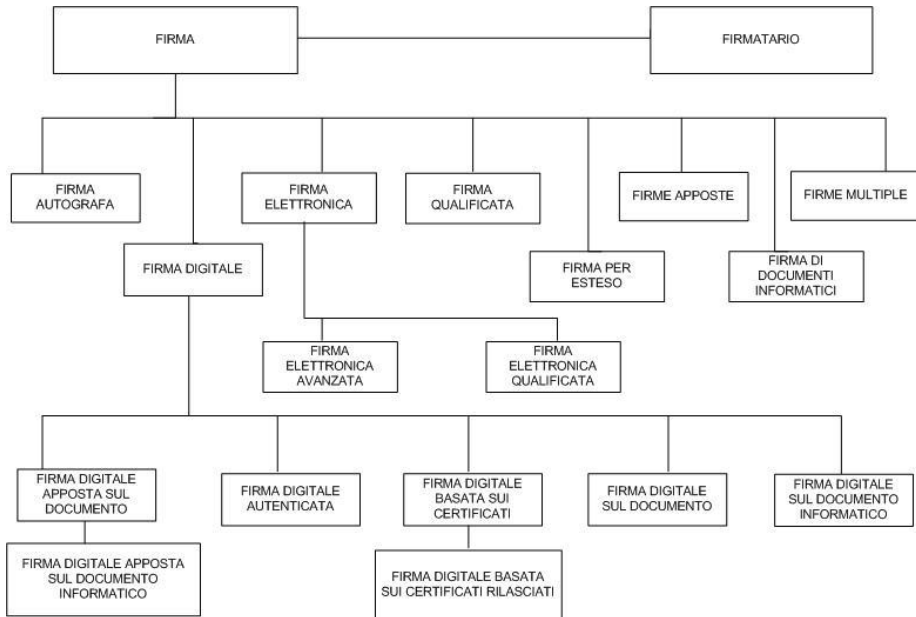 FIRMA
FIRMATARIO
FIRMA
AUTOGRAFA
FIRMA
ELETTRONICA
FIRMA
QUALIFICATA
FIRME APPOSTE
FIRME MULTIPLE
FIRMA DIGITALE
FIRMA PER
ESTESO
FIRMA DI
DOCUMENTI
INFORMATICI
FIRMA
ELETTRONICA
AVANZATA
FIRMA
ELETTRONICA
QUALIFICATA
FIRMA DIGITALE
APPOSTA SUL
DOCUMENTO
FIRMA DIGITALE
AUTENTICATA
FIRMA DIGITALE
BASATA SUI
CERTIFICATI
FIRMA DIGITALE
SUL DOCUMENTO
FIRMA DIGITALE
SUL DOCUMENTO
INFORMATICO
FIRMA DIGITALE APPOSTA
SUL DOCUMENTO
INFORMATICO
FIRMA DIGITALE BASATA
SUI CERTIFICATI RILASCIATI